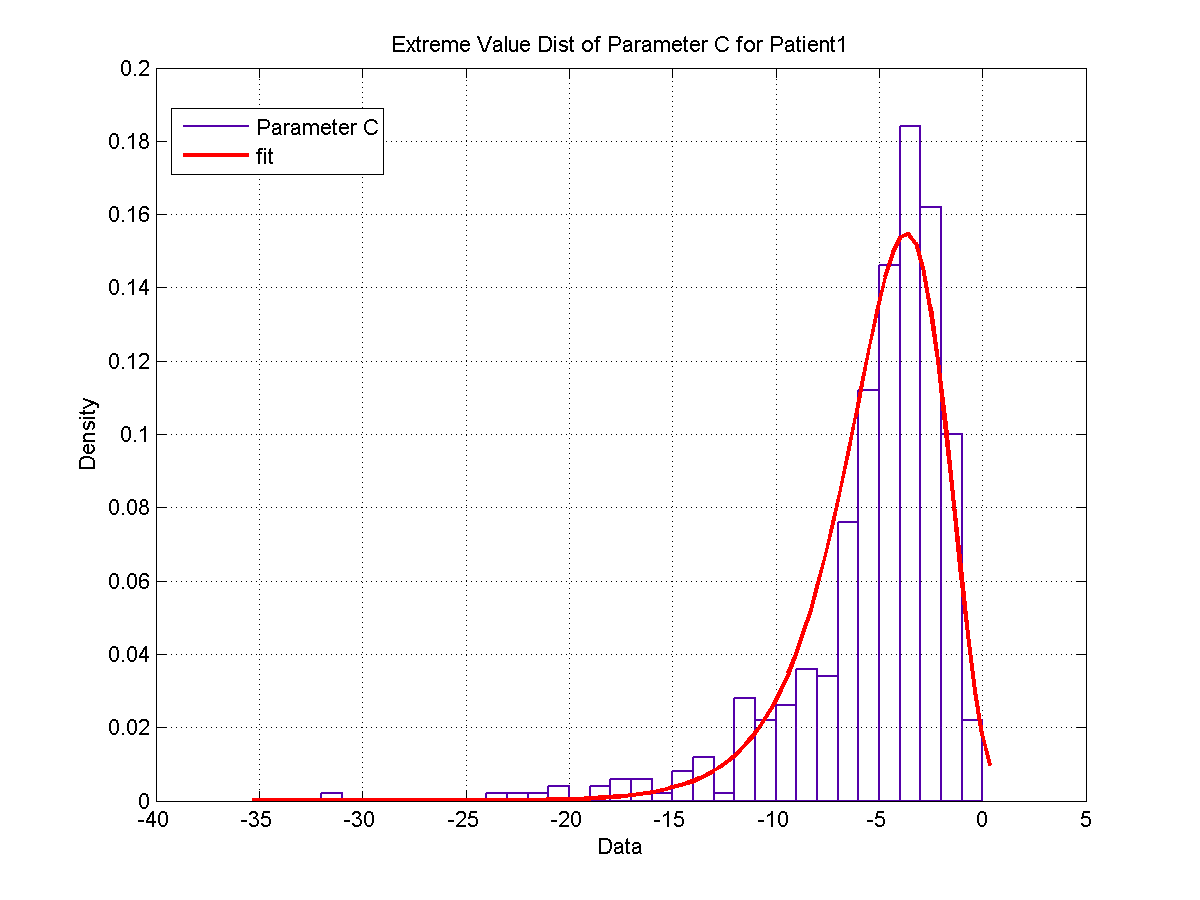 Extreme Value Dist of Parameter C for Patient1
0.2
0.18
0.16
0.14
0.12
0.1
0.08
0.06
0.04
0.02
0
Density
Parameter C
fit
-40 -35 -30 -25 -20 -15 -10 -5 0 5
Data